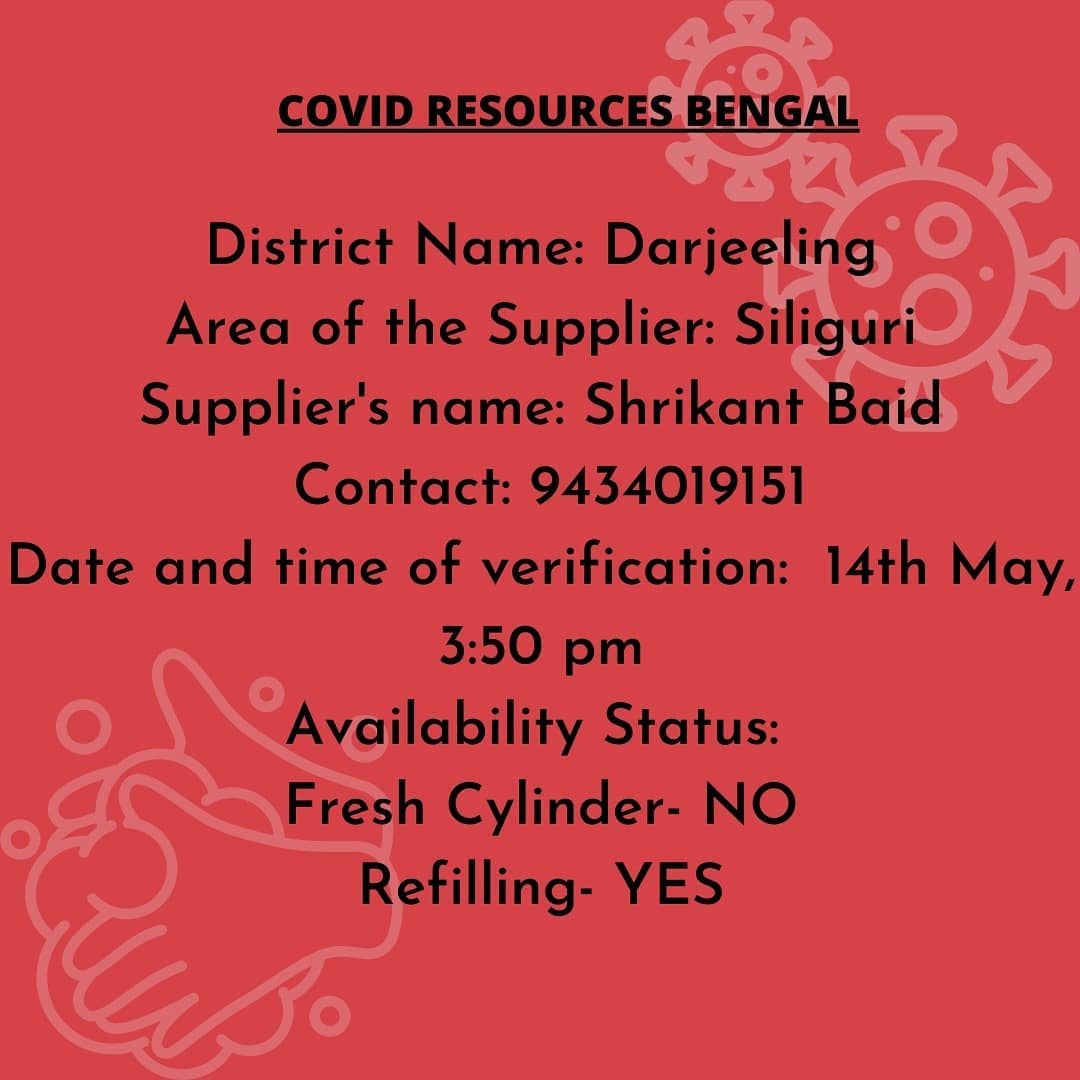 COVID RESOURCES BENGAL
District Name: Darjeeling
Area of the Supplier: Siliguri
Supplier's name: Shrikant Baid
Contact: 9434019151
Date and time of verification: 14th May,
3:50 pm
Availability Status:
Fresh Cylinder- NO
Refilling- YES